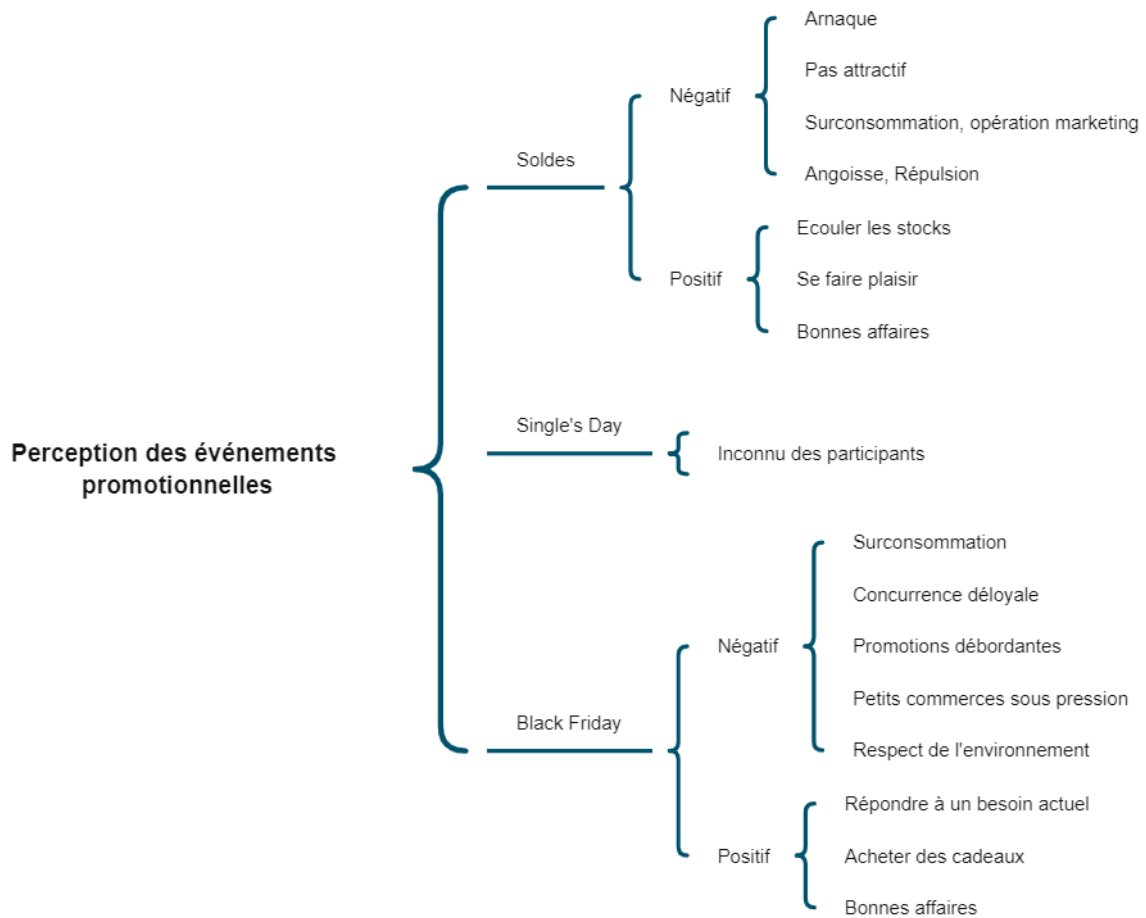 Perception des événements
promotionnelles
Soldes
Négatif
Arnaque
Pas attractif
Surconsommation, opération marketing
Angoisse, Répulsion
Positif
Ecouler les stocks
Se faire plaisir
Bonnes affaires
Single's Day
Inconnu des participants
Black Friday
Négatif
Surconsommation
Concurrence déloyale
Promotions débordantes
Petits commerces sous pression
Respect de l'environnement
Positif
Répondre à un besoin actuel
Acheter des cadeaux
Bonnes affaires